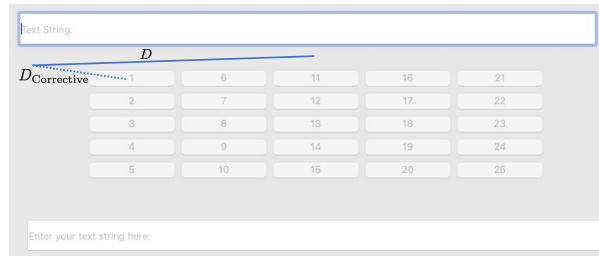 Text String:
D
D Corrective
1 6 11 16 21
2 7 12 17 22
3 8 13 18 23
4 9 14 19 24
5 10 15 20 25
Enter your text string here: